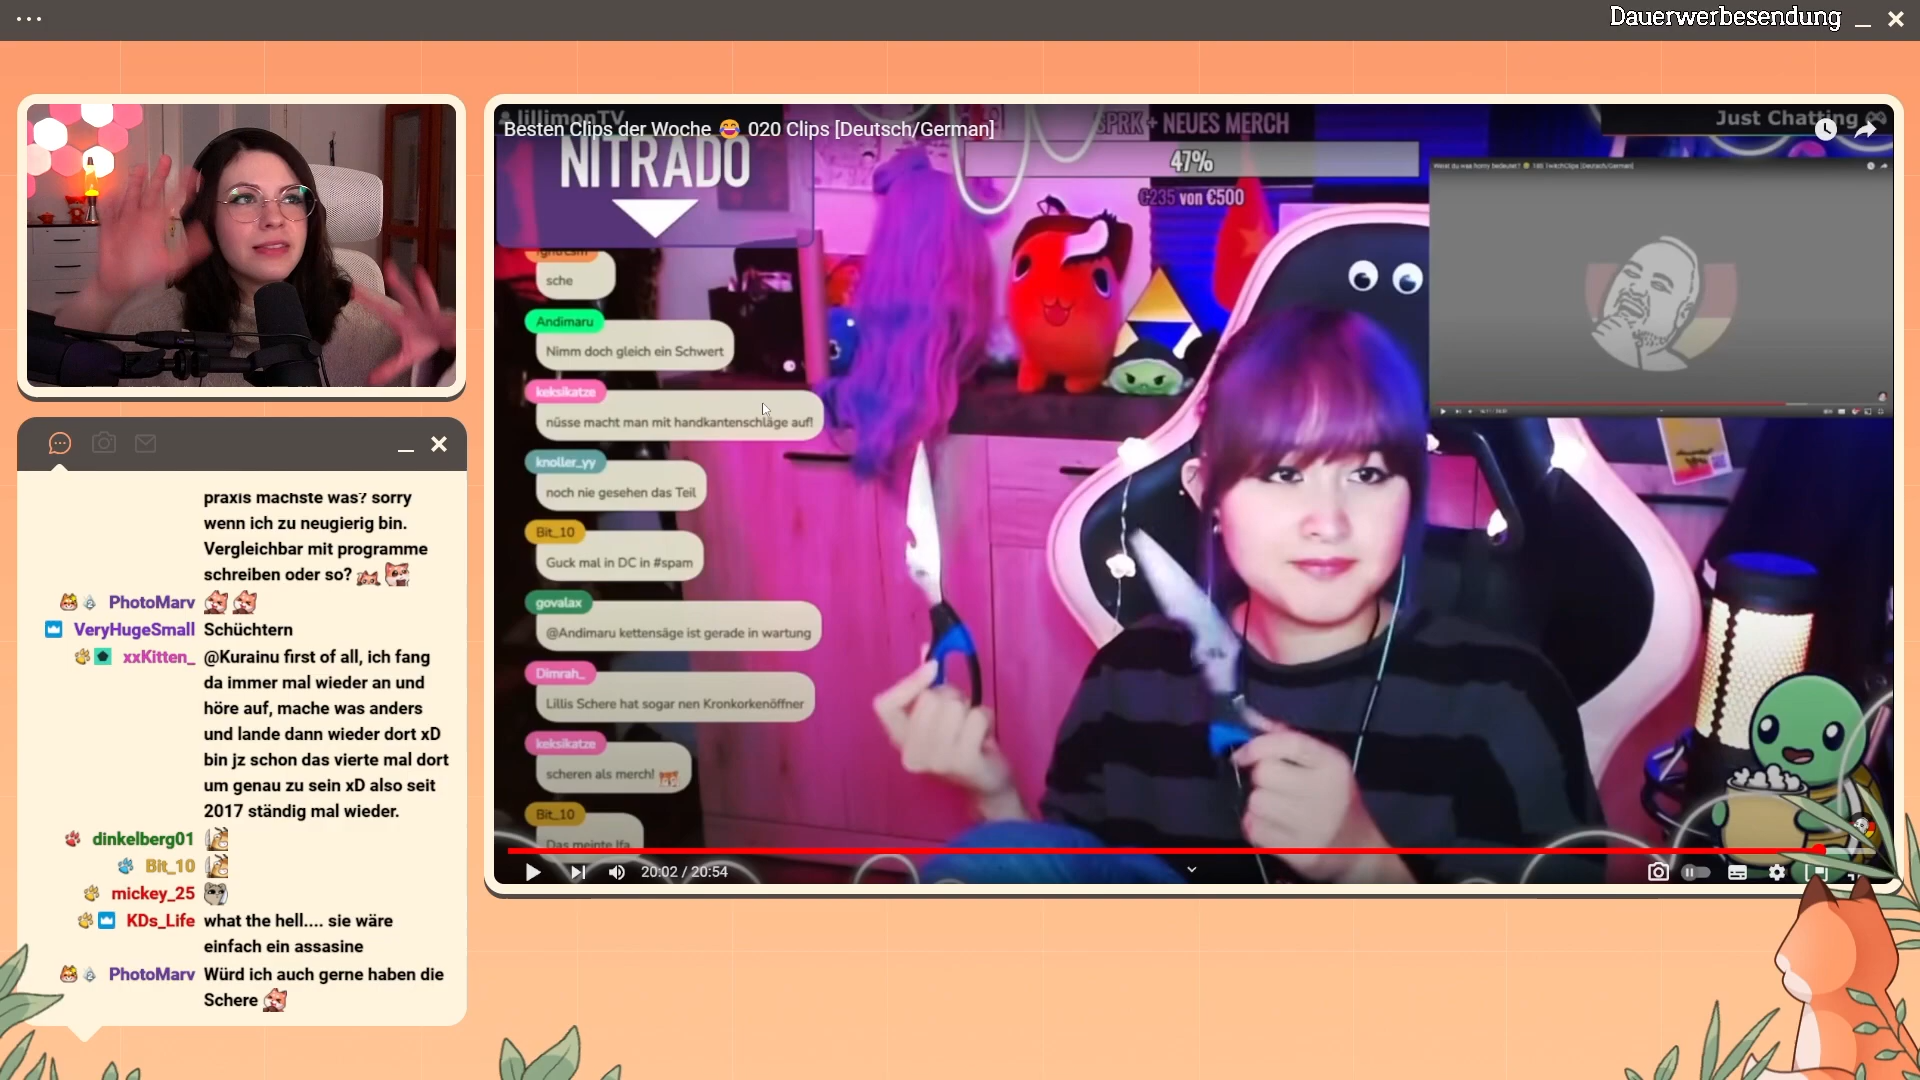 Dauerwerbesendung
praxis machste was? sorry
wenn ich zu neugierig bin.
Vergleichbar mit programme
schreiben oder so?
PhotoMarv
VeryHugeSmall Schüchtern
xxKitten_ @Kurainu first of all, ich fang
da immer mal wieder an und
höre auf, mache was anders
und lande dann wieder dort xD
bin jz schon das vierte mal dort
um genau zu sein xD also seit
2017 ständig mal wieder.
dinkelberg01
Bit_10
mickey_25
KDs_Life what the hell.... sie wäre
einfach ein assasine
PhotoMarv Würd ich auch gerne haben die
Schere
lillimonTV
Besten Clips der Woche 😂 020 Clips [Deutsch/German]
SPRK + NEUES MERCH
Just Chatting
47%
€235 von €500
NITRADO
sche
Andimaru
Nimm doch gleich ein Schwert
keksikatze
nüsse macht man mit handkantenschläge auf!
knoller_yy
noch nie gesehen das Teil
Bit_10
Guck mal in DC in #spam
govalax
@Andimaru kettensäge ist gerade in wartung
Dimrah_
Lillis Schere hat sogar nen Kronkorkenöffner
keksikatze
scheren als merch!
Bit_10
Das meinte Ifa
20:02 / 20:54